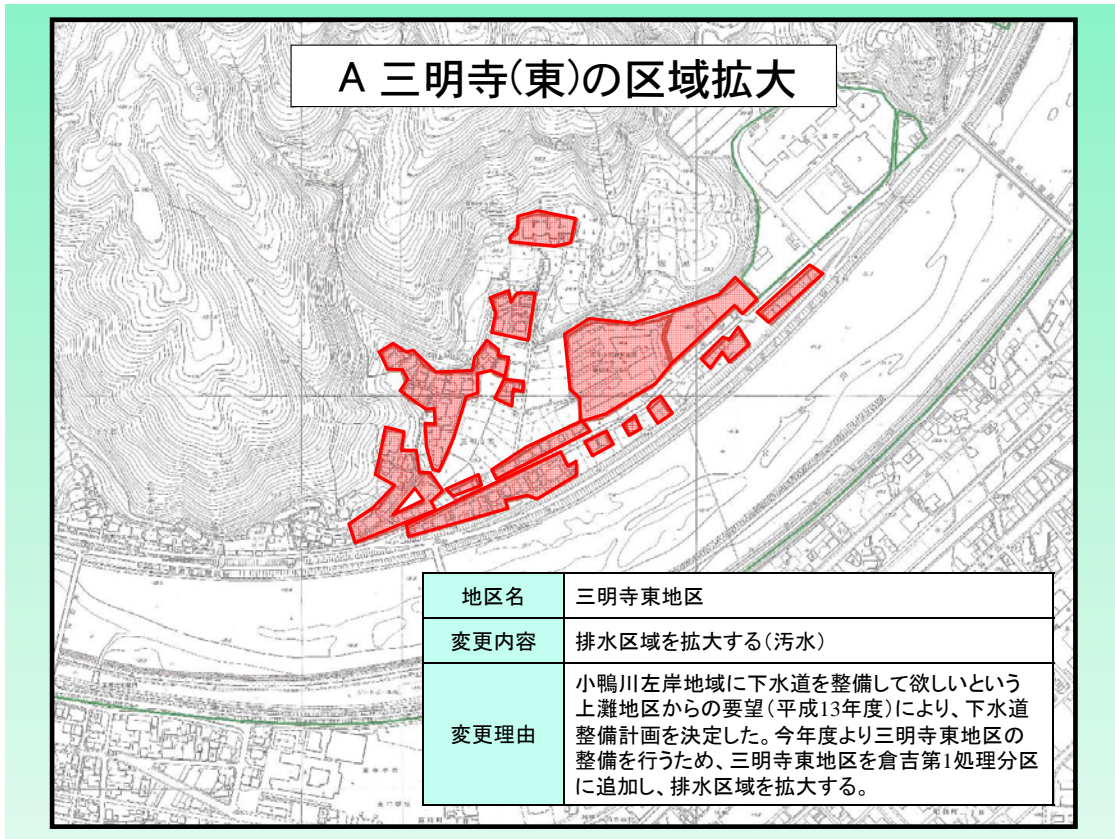 A 三明寺(東)の区域拡大
地区名
三明寺東地区
変更内容
排水区域を拡大する(汚水)
変更理由
小鴨川左岸地域に下水道を整備して欲しいという
上灘地区からの要望(平成13年度)により、下水道
整備計画を決定した。今年度より三明寺東地区の
整備を行うため、三明寺東地区を倉吉第1処理分区
に追加し、排水区域を拡大する。